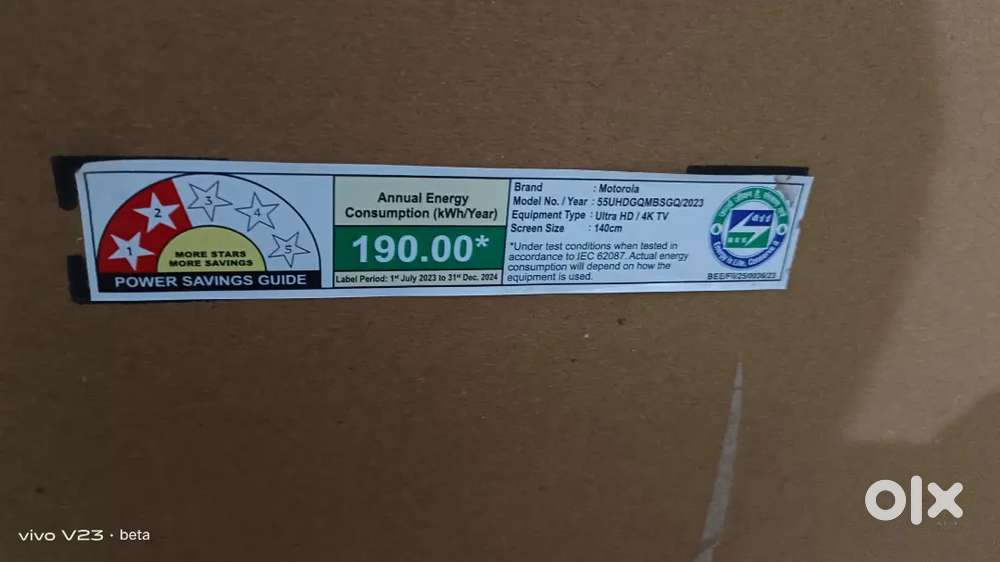 1
2
3
4
5
MORE STARS
MORE SAVINGS
POWER SAVINGS GUIDE
Annual Energy
Consumption (kWh/Year)
190.00*
Label Period: 1st July 2023 to 31st Dec. 2024
Brand : Motorola
Model No. / Year : 55UHDGQMBSGQ/2023
Equipment Type : Ultra HD / 4K TV
Screen Size : 140cm
*Under test conditions when tested in
accordance to IEC 62087. Actual energy
consumption will depend on how the
equipment is used.
BEE
olx
vivo V23 · beta